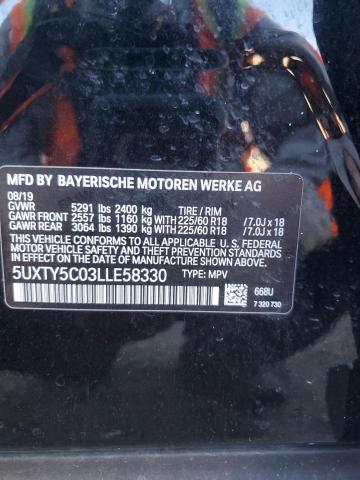 MFD BY BAYERISCHE MOTOREN WERKE AG
08/19
GVWR 5291 lbs 2400 kg TIRE / RIM
GAWR FRONT 2557 lbs 1160 kg WITH 225/60 R18 /7.0J x 18
GAWR REAR 3064 lbs 1390 kg WITH 225/60 R18 /7.0J x 18
THIS VEHICLE CONFORMS TO ALL APPLICABLE U.S. FEDERAL
MOTOR VEHICLE SAFETY AND THEFT PREVENTION STANDARDS IN
EFFECT ON THE DATE OF MANUFACTURE SHOWN ABOVE.
5UXTY5C03LLE58330 TYPE: MPV
668U
7 320 730